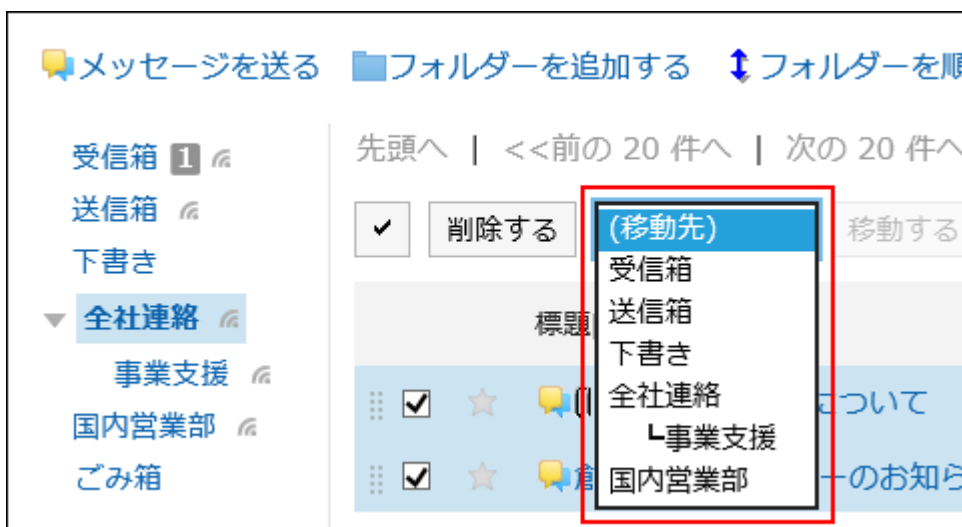 メッセージを送る フォルダーを追加する フォルダーを順
受信箱 1
送信箱
下書き
全社連絡
事業支援
国内営業部
ごみ箱
先頭へ | <<前の 20 件へ | 次の 20 件へ
削除する (移動先) 移動する
受信箱
送信箱
下書き
全社連絡
┗事業支援
国内営業部
標題
について
ーのお知ら